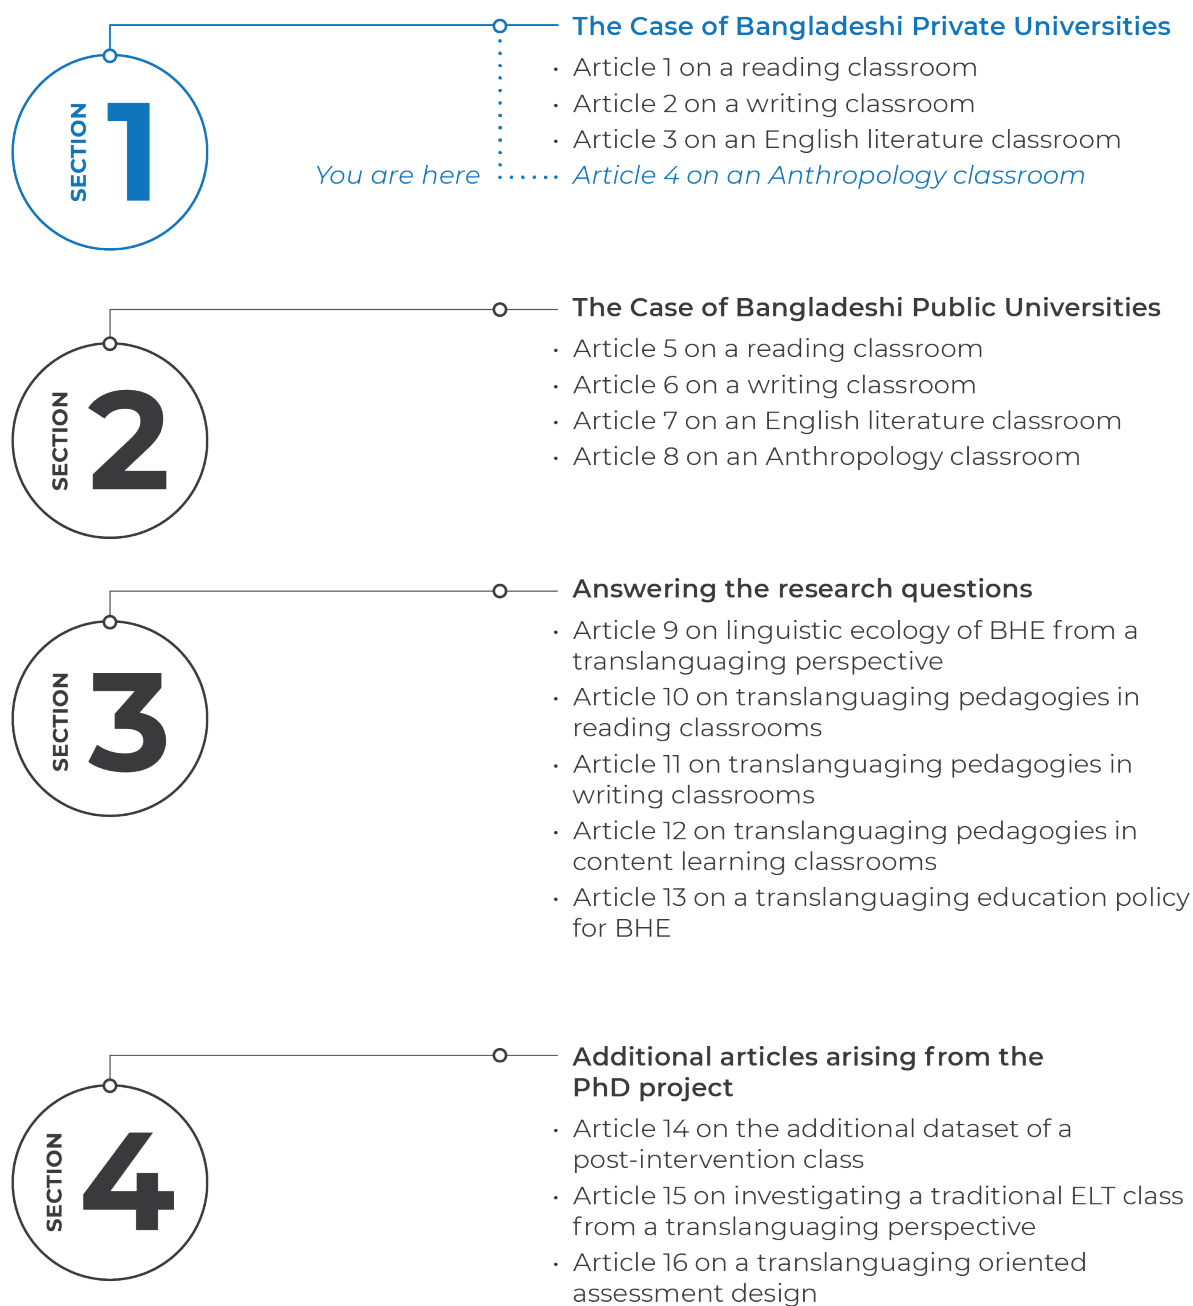 The Case of Bangladeshi Private Universities
SECTION 1
• Article 1 on a reading classroom
• Article 2 on a writing classroom
• Article 3 on an English literature classroom
You are here
Article 4 on an Anthropology classroom
The Case of Bangladeshi Public Universities
SECTION 2
• Article 5 on a reading classroom
• Article 6 on a writing classroom
• Article 7 on an English literature classroom
• Article 8 on an Anthropology classroom
Answering the research questions
SECTION 3
• Article 9 on linguistic ecology of BHE from a
translanguaging perspective
• Article 10 on translanguaging pedagogies in
reading classrooms
• Article 11 on translanguaging pedagogies in
writing classrooms
• Article 12 on translanguaging pedagogies in
content learning classrooms
• Article 13 on a translanguaging education policy
for BHE
Additional articles arising from the
PhD project
SECTION 4
• Article 14 on the additional dataset of a
post-intervention class
• Article 15 on investigating a traditional ELT class
from a translanguaging perspective
• Article 16 on a translanguaging oriented
assessment design